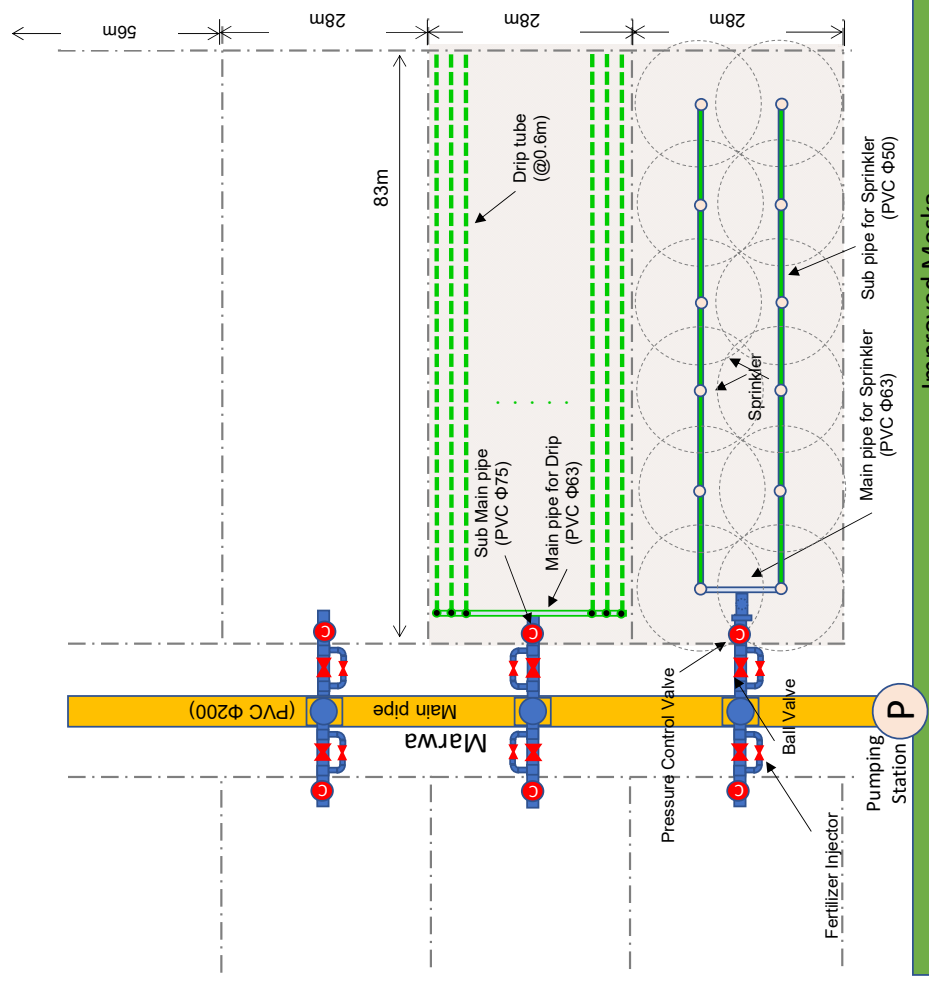 56m
28m
28m
28m
83m
Drip tube
(@0.6m)
Sub Main pipe
(PVC Φ75)
Main pipe for Drip
(PVC Φ63)
Sprinkler
Sub pipe for Sprinkler
(PVC Φ50)
Main pipe for Sprinkler
(PVC Φ63)
Main pipe
(PVC Φ200)
Marwa
C
C
C
C
C
C
Pressure Control Valve
Ball Valve
Fertilizer Injector
P
Pumping
Station
Improved Meska